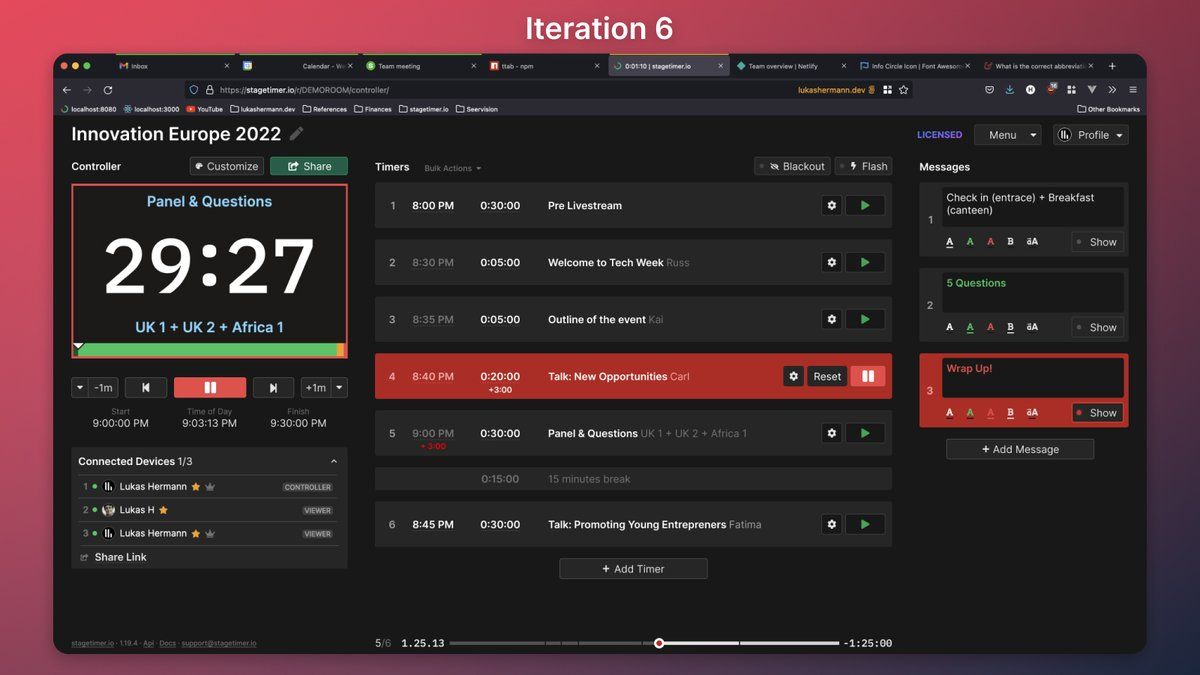 Iteration 6
Inbox
Calendar - We
Team meeting
ttab - npm
0:01:10 | stagetimer.io
Team overview | Netlify
Info Circle Icon | Font Awesom
What is the correct abbreviati
https://stagetimer.io/r/DEMOROOM/controller/
lukashermann.dev
localhost:8080
localhost:3000
YouTube
lukashermann.dev
References
Finances
stagetimer.io
Seervision
Other Bookmarks
Innovation Europe 2022
LICENSED
Menu
Profile
Controller
Customize
Share
Panel & Questions
29:27
UK 1 + UK 2 + Africa 1
-1m
+1m
Start
9:00:00 PM
Time of Day
9:03:13 PM
Finish
9:30:00 PM
Connected Devices 1/3
1 Lukas Hermann CONTROLLER
2 Lukas H VIEWER
3 Lukas Hermann VIEWER
Share Link
stagetimer.io · 1.19.4 · Api · Docs · support@stagetimer.io
Timers
Bulk Actions
Blackout
Flash
1 8:00 PM 0:30:00 Pre Livestream
2 8:30 PM 0:05:00 Welcome to Tech Week Russ
3 8:35 PM 0:05:00 Outline of the event Kai
4 8:40 PM 0:20:00 Talk: New Opportunities Carl Reset
+3:00
5 9:00 PM 0:30:00 Panel & Questions UK 1 + UK 2 + Africa 1
+ 3:00
0:15:00 15 minutes break
6 8:45 PM 0:30:00 Talk: Promoting Young Entrepreners Fatima
+ Add Timer
5/6 1.25.13 -1:25:00
Messages
1
Check in (entrace) + Breakfast
(canteen)
A A A B aA Show
2
5 Questions
A A A B aA Show
3
Wrap Up!
A A A B aA Show
+ Add Message